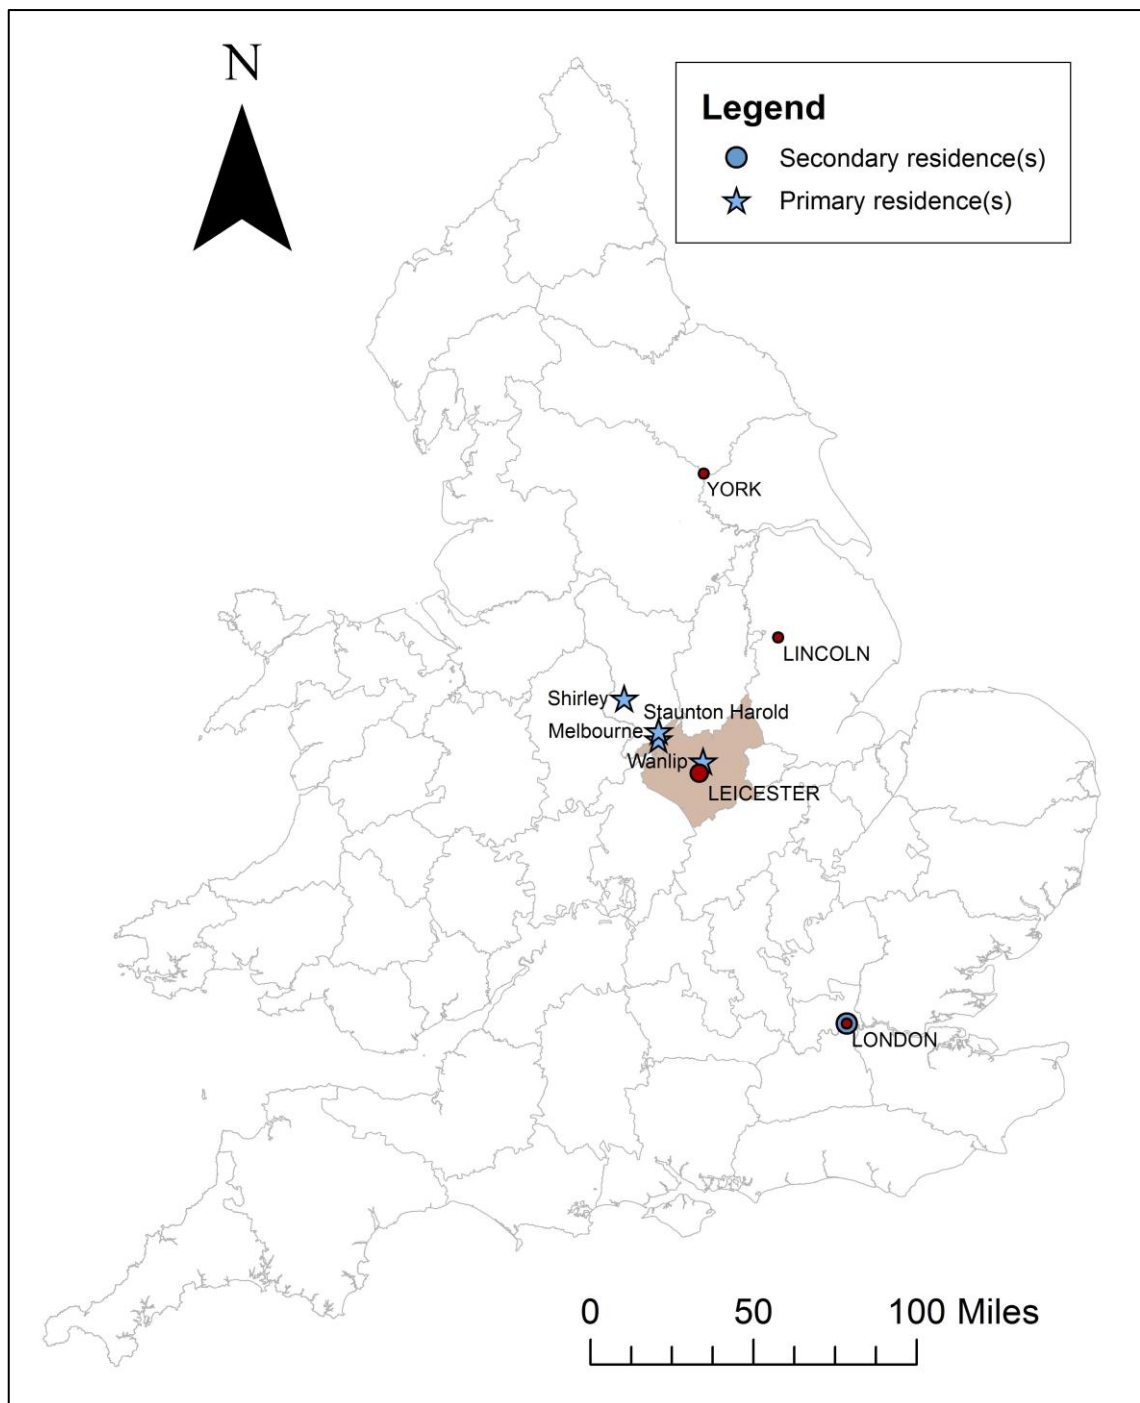 N
Legend
Secondary residence(s)
Primary residence(s)
YORK
LINCOLN
Shirley
Staunton Harold
Melbourne
Wanlip
LEICESTER
LONDON
0 50 100 Miles